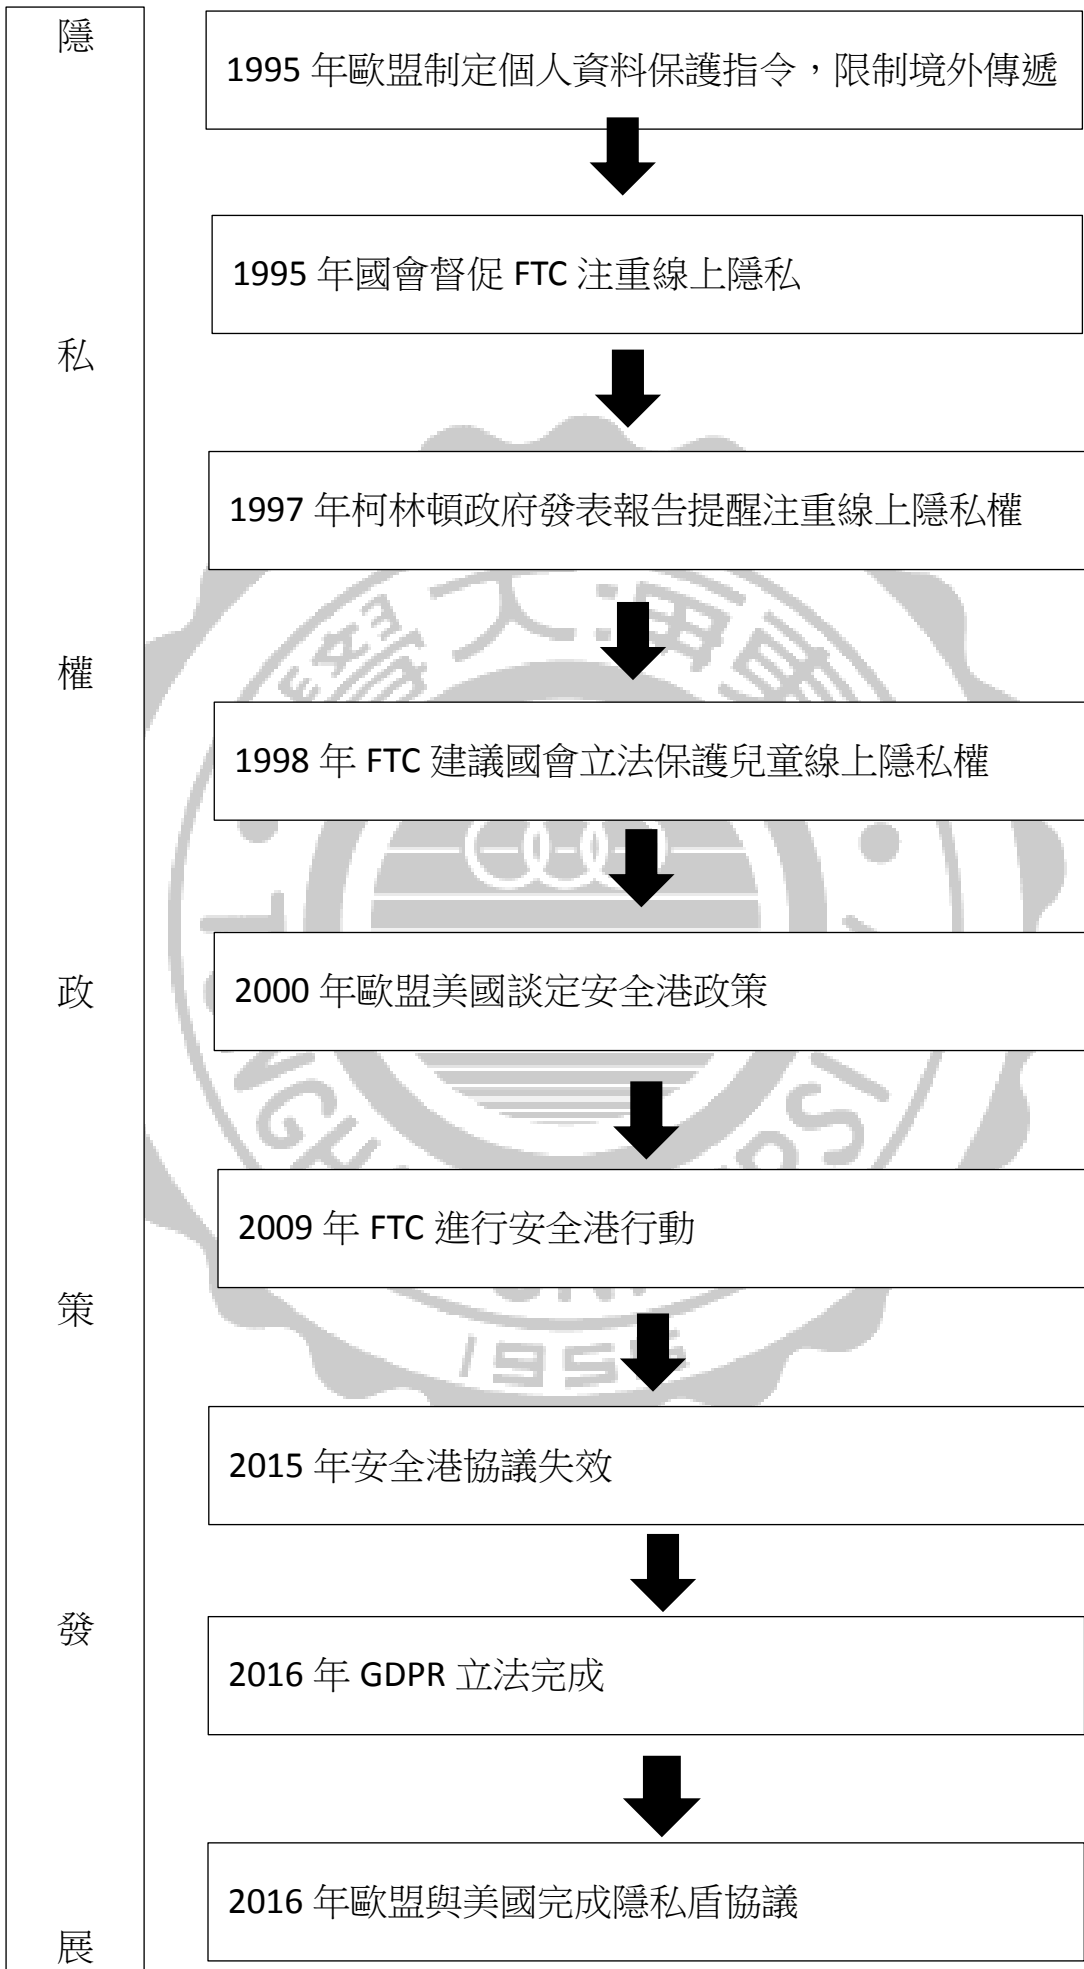 隱私權政策發展
1995 年歐盟制定個人資料保護指令，限制境外傳遞
1995 年國會督促 FTC 注重線上隱私
1997 年柯林頓政府發表報告提醒注重線上隱私權
1998 年 FTC 建議國會立法保護兒童線上隱私權
2000 年歐盟美國談定安全港政策
2009 年 FTC 進行安全港行動
2015 年安全港協議失效
2016 年 GDPR 立法完成
2016 年歐盟與美國完成隱私盾協議